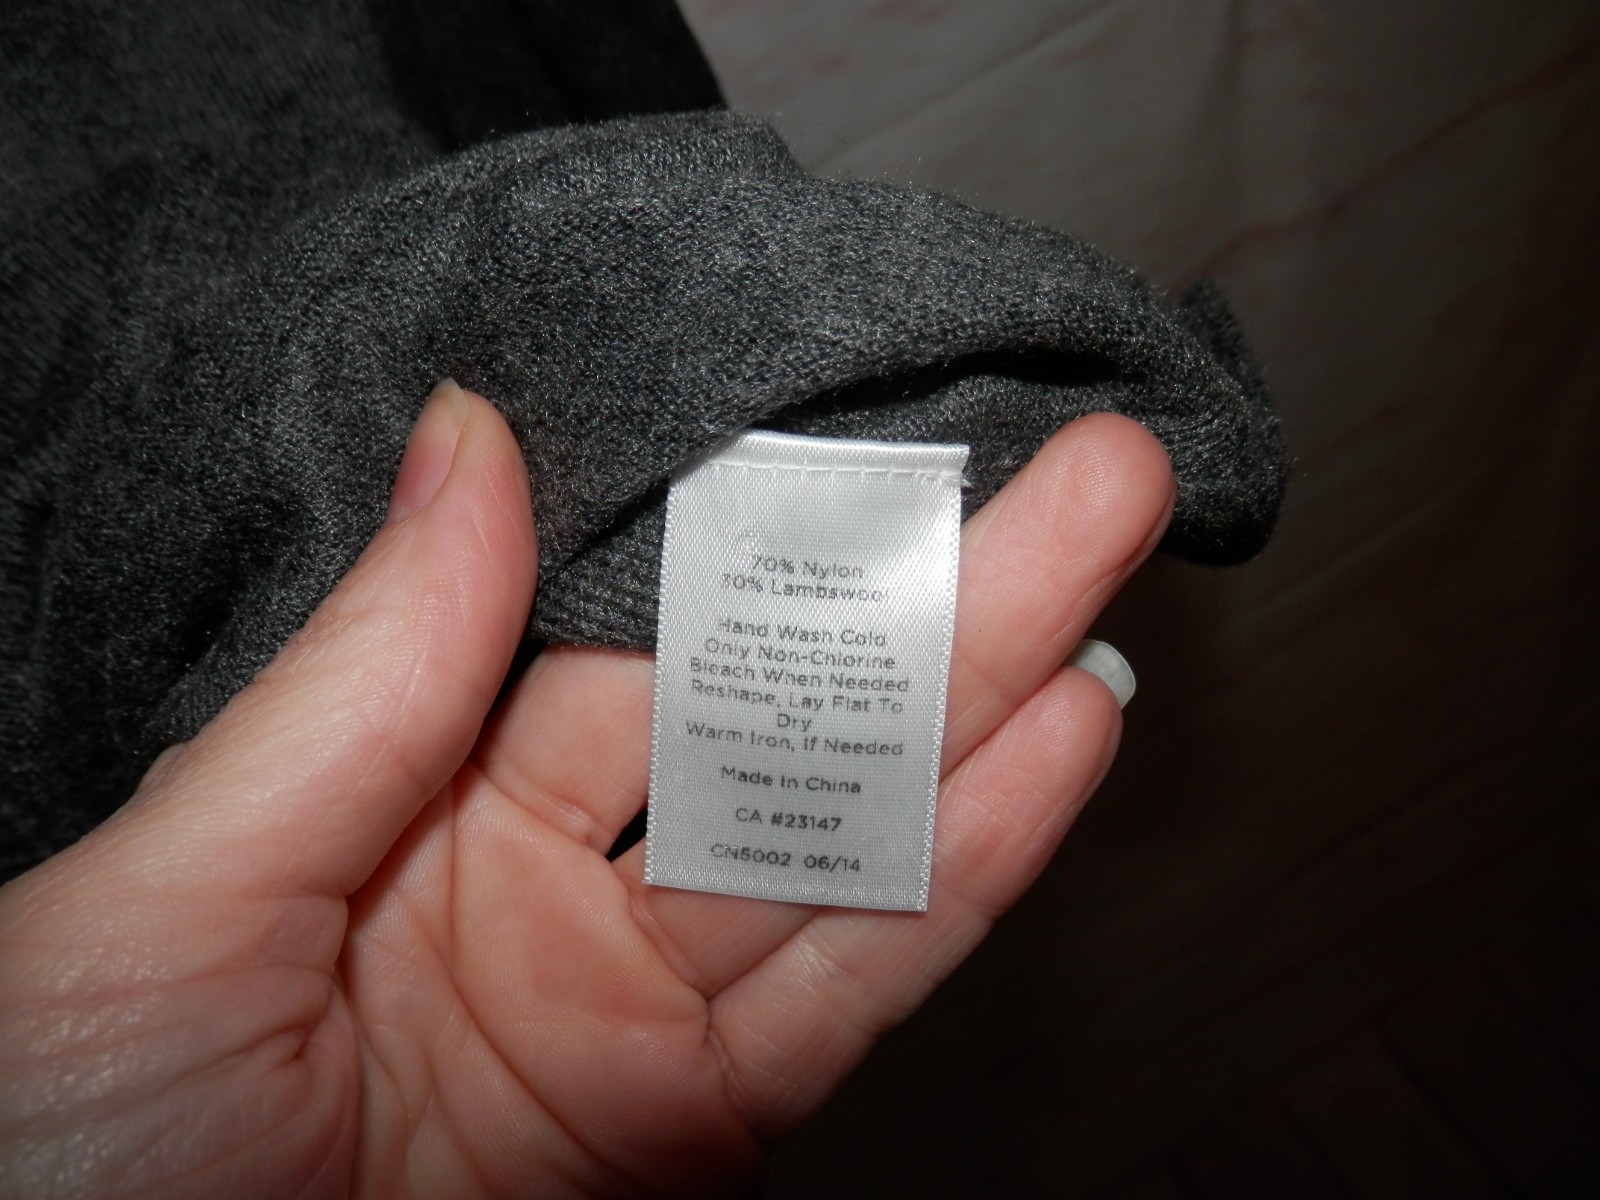 70% Nylon
30% Lambswool
Hand Wash Cold
Only Non-Chlorine
Bleach When Needed
Reshape, Lay Flat To
Dry
Warm Iron, If Needed
Made In China
CA #23147
CN5002 06/14